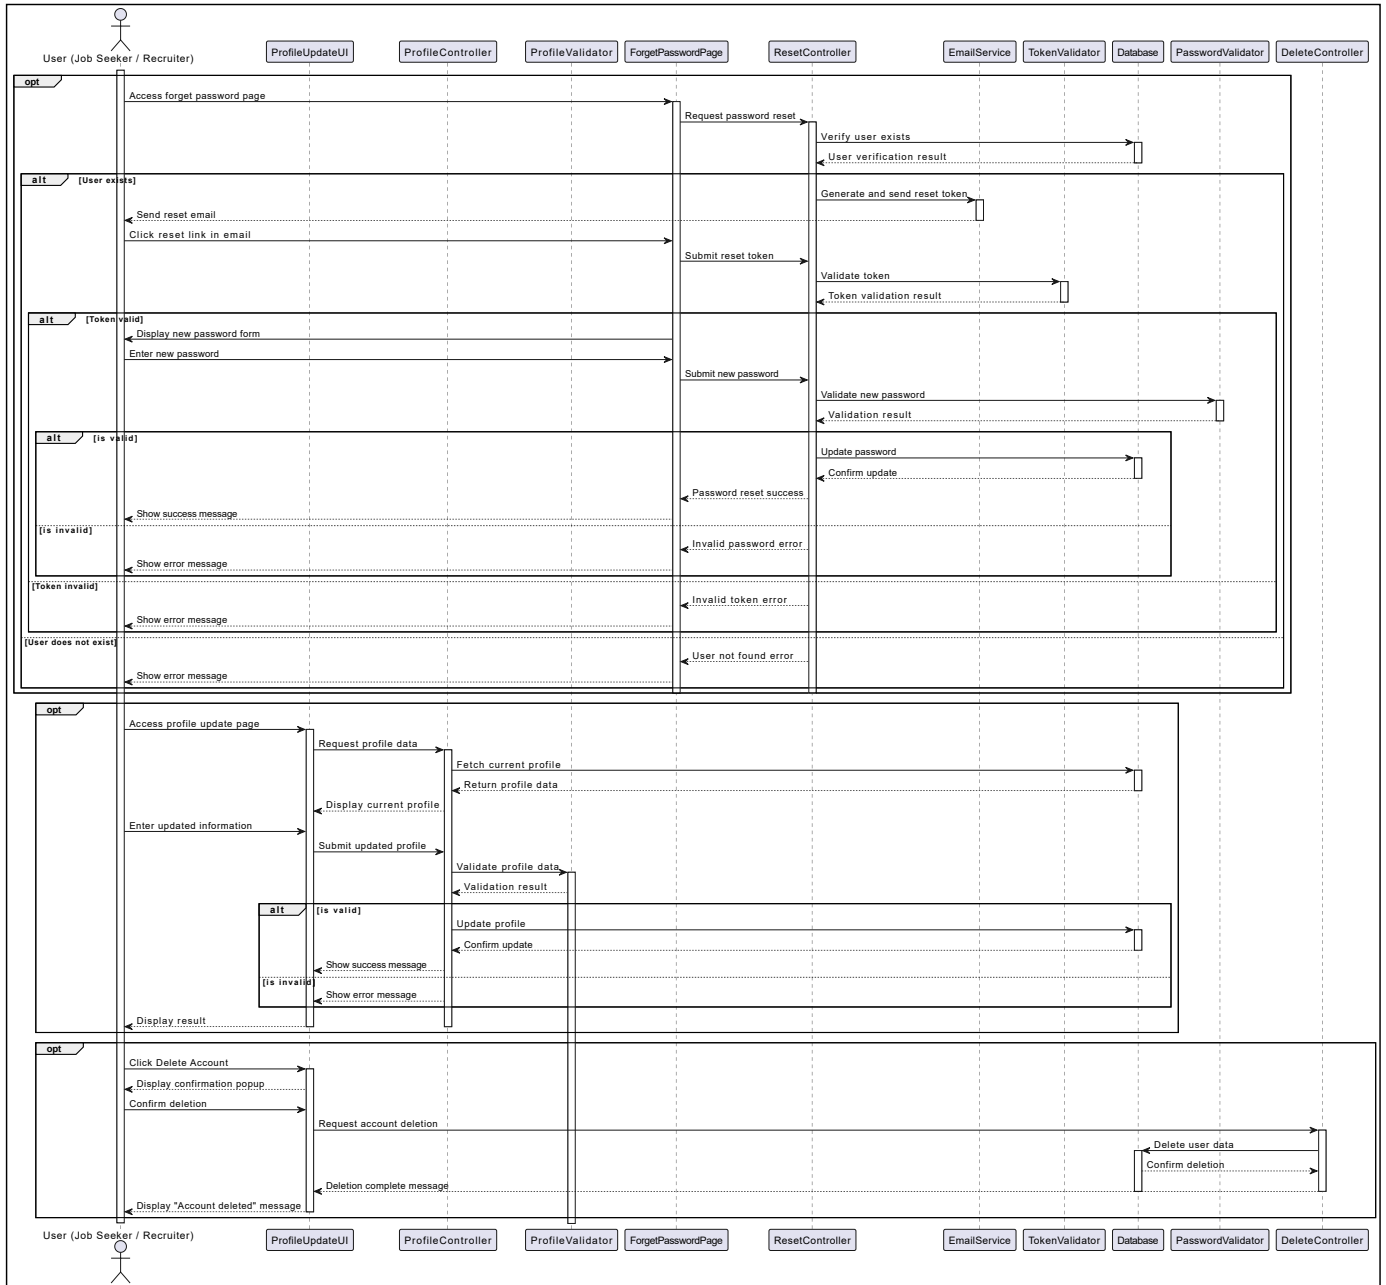 User (Job Seeker / Recruiter)
ProfileUpdateUI
ProfileController
ProfileValidator
ForgetPasswordPage
ResetController
EmailService
TokenValidator
Database
PasswordValidator
DeleteController
opt
Access forget password page
Request password reset
Verify user exists
User verification result
alt [User exists]
Generate and send reset token
Send reset email
Click reset link in email
Submit reset token
Validate token
Token validation result
alt [Token valid]
Display new password form
Enter new password
Submit new password
Validate new password
Validation result
alt [is valid]
Update password
Confirm update
Password reset success
Show success message
[is invalid]
Invalid password error
Show error message
[Token invalid]
Invalid token error
Show error message
[User does not exist]
User not found error
Show error message
opt
Access profile update page
Request profile data
Fetch current profile
Return profile data
Display current profile
Enter updated information
Submit updated profile
Validate profile data
Validation result
alt [is valid]
Update profile
Confirm update
Show success message
[is invalid]
Show error message
Display result
opt
Click Delete Account
Display confirmation popup
Confirm deletion
Request account deletion
Delete user data
Confirm deletion
Deletion complete message
Display "Account deleted" message
User (Job Seeker / Recruiter)
ProfileUpdateUI
ProfileController
ProfileValidator
ForgetPasswordPage
ResetController
EmailService
TokenValidator
Database
PasswordValidator
DeleteController